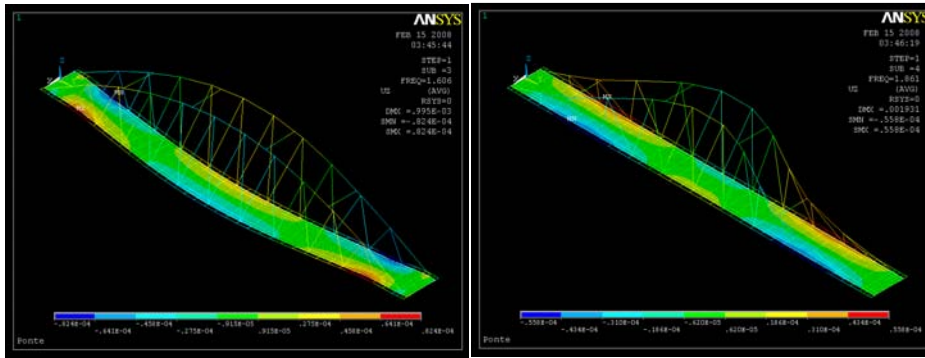 1
ANSYS
FEB 15 2008
03:45:44
STEP=1
SUB =3
FREQ=1.606
UZ (AVG)
RSYS=0
DMX =.995E-03
SMN =-.824E-04
SMX =.824E-04
MX
-.824E-04
-.641E-04
-.458E-04
-.275E-04
-.915E-05
.915E-05
.275E-04
.458E-04
.641E-04
.824E-04
Ponte
1
ANSYS
FEB 15 2008
03:46:19
STEP=1
SUB =4
FREQ=1.861
UZ (AVG)
RSYS=0
DMX =.001931
SMN =-.558E-04
SMX =.558E-04
MX
MN
-.558E-04
-.434E-04
-.310E-04
-.186E-04
-.620E-05
.620E-05
.186E-04
.310E-04
.434E-04
.558E-04
Ponte